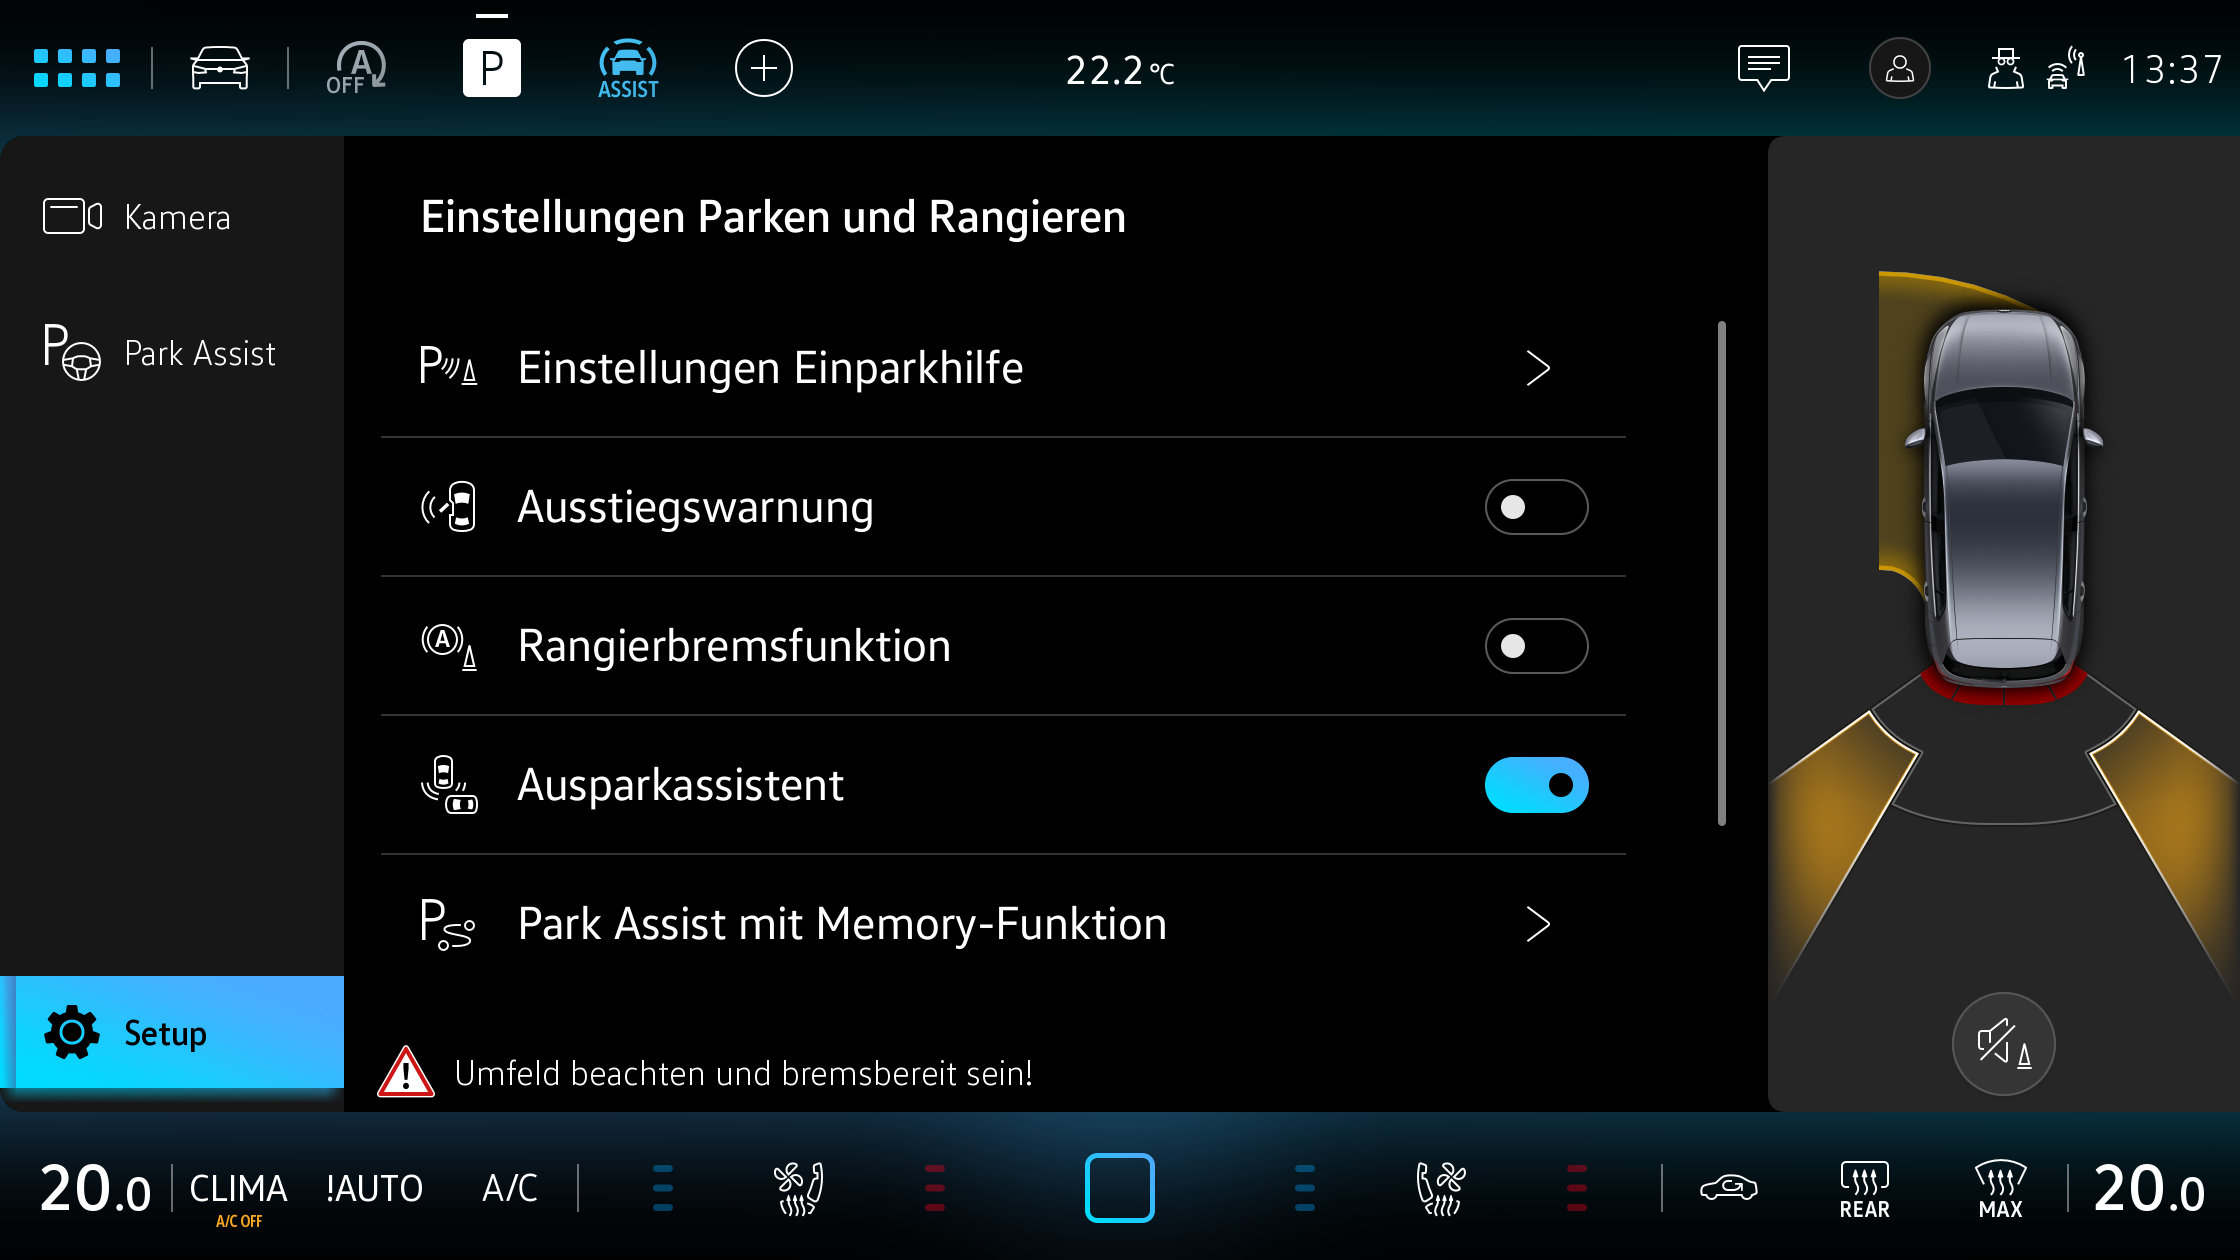 A
OFF
P
ASSIST
22.2°C
13:37
Kamera
Einstellungen Parken und Rangieren
P
Park Assist
P
Einstellungen Einparkhilfe
Ausstiegswarnung
A
Rangierbremsfunktion
Ausparkassistent
P
Park Assist mit Memory-Funktion
Setup
Umfeld beachten und bremsbereit sein!
20.0
CLIMA
A/C OFF
!AUTO
A/C
REAR
MAX
20.0